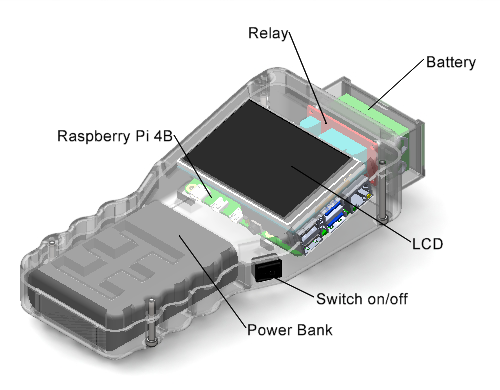 Relay
Battery
Raspberry Pi 4B
LCD
Switch on/off
Power Bank